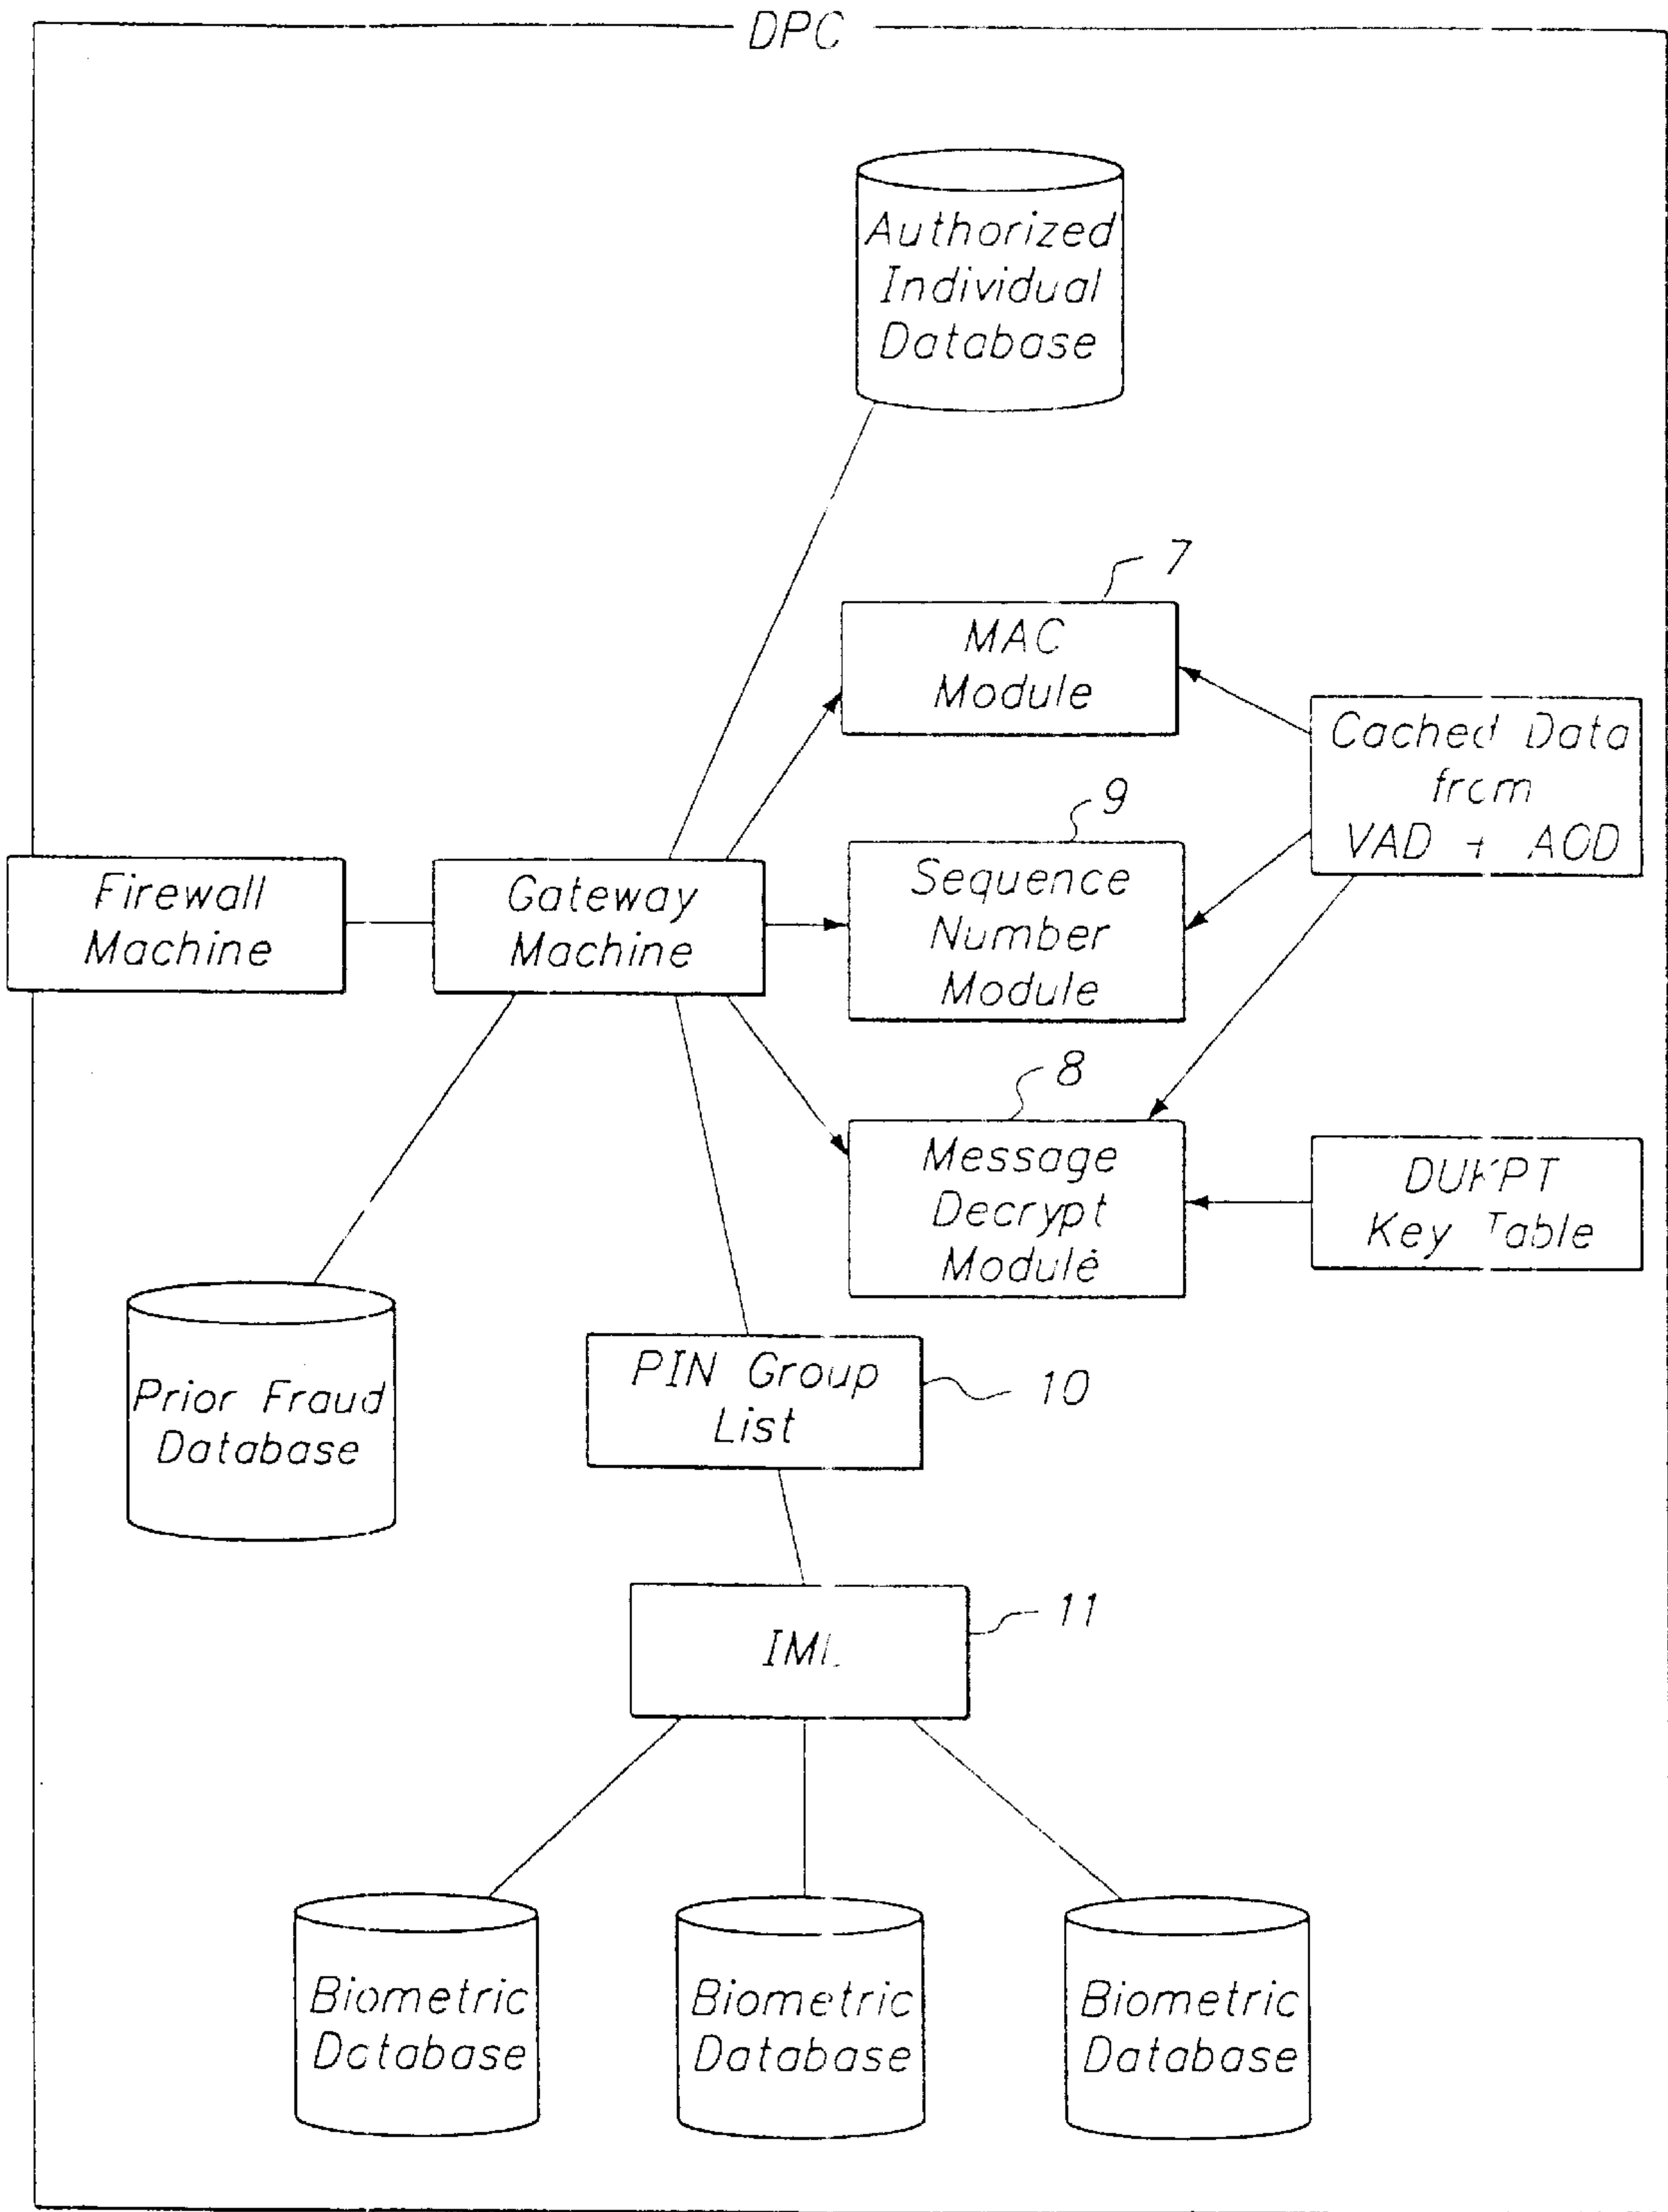 DPC
Authorized
Individual
Database
7
MAC
Module
Cached Data
from
VAD + AOD
9
Sequence
Number
Module
Firewall
Machine
Gateway
Machine
8
Message
Decrypt
Module
DUKPT
Key Table
Prior Fraud
Database
PIN Group
List
10
11
Biometric
Database
Biometric
Database
Biometric
Database